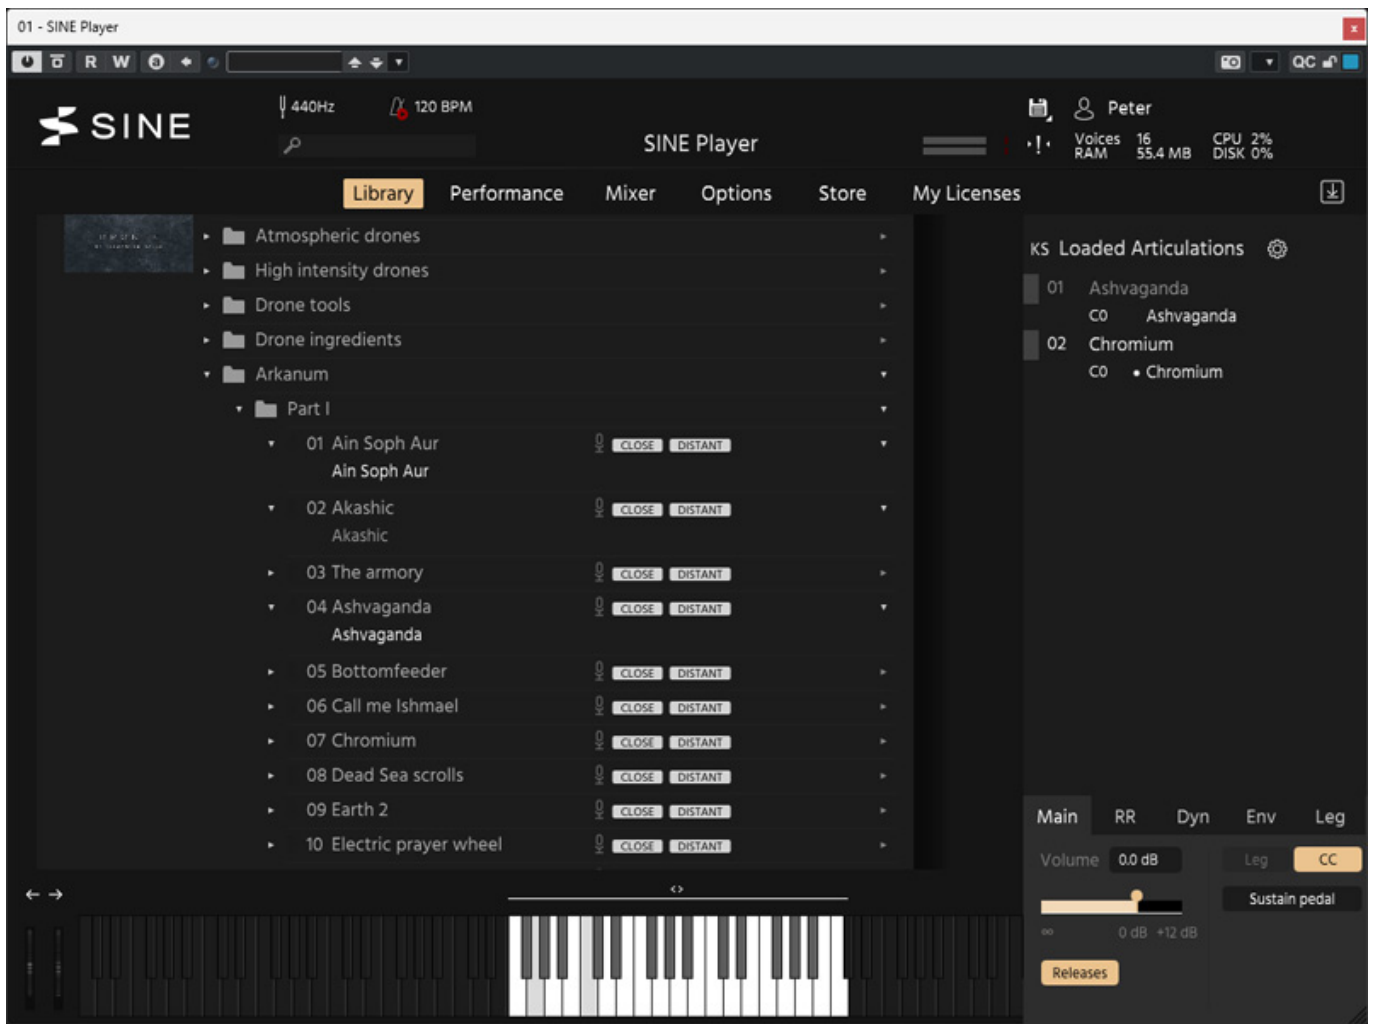 01 - SINE Player
R W QC
SINE
440Hz 120 BPM
SINE Player
Peter
Voices 16 CPU 2%
RAM 55.4 MB DISK 0%
Library Performance Mixer Options Store My Licenses
Atmospheric drones
High intensity drones
Drone tools
Drone ingredients
Arkanum
Part I
01 Ain Soph Aur CLOSE DISTANT
Ain Soph Aur
02 Akashic CLOSE DISTANT
Akashic
03 The armory CLOSE DISTANT
04 Ashvaganda CLOSE DISTANT
Ashvaganda
05 Bottomfeeder CLOSE DISTANT
06 Call me Ishmael CLOSE DISTANT
07 Chromium CLOSE DISTANT
08 Dead Sea scrolls CLOSE DISTANT
09 Earth 2 CLOSE DISTANT
10 Electric prayer wheel CLOSE DISTANT
KS Loaded Articulations
01 Ashvaganda
C0 Ashvaganda
02 Chromium
C0 • Chromium
Main RR Dyn Env Leg
Volume 0.0 dB Leg CC
Sustain pedal
∞ 0 dB +12 dB
Releases